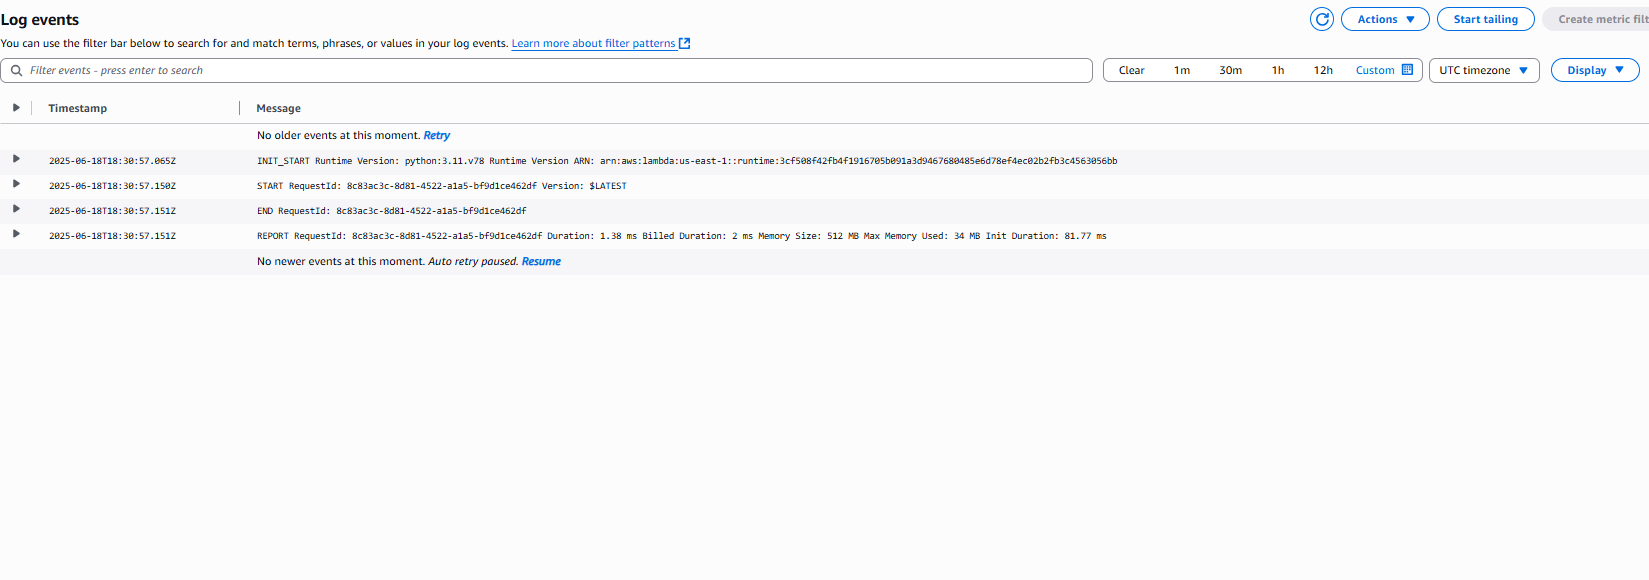 Log events
Actions
Start tailing
Create metric filt
You can use the filter bar below to search for and match terms, phrases, or values in your log events. Learn more about filter patterns
Filter events - press enter to search
Clear 1m 30m 1h 12h Custom
UTC timezone
Display
Timestamp Message
No older events at this moment. Retry
2025-06-18T18:30:57.065Z INIT_START Runtime Version: python:3.11.v78 Runtime Version ARN: arn:aws:lambda:us-east-1::runtime:3cf508f42fb4f1916705b091a3d9467680485e6d78ef4ec02b2fb3c4563056bb
2025-06-18T18:30:57.150Z START RequestId: 8c83ac3c-8d81-4522-a1a5-bf9d1ce462df Version: $LATEST
2025-06-18T18:30:57.151Z END RequestId: 8c83ac3c-8d81-4522-a1a5-bf9d1ce462df
2025-06-18T18:30:57.151Z REPORT RequestId: 8c83ac3c-8d81-4522-a1a5-bf9d1ce462df Duration: 1.38 ms Billed Duration: 2 ms Memory Size: 512 MB Max Memory Used: 34 MB Init Duration: 81.77 ms
No newer events at this moment. Auto retry paused. Resume